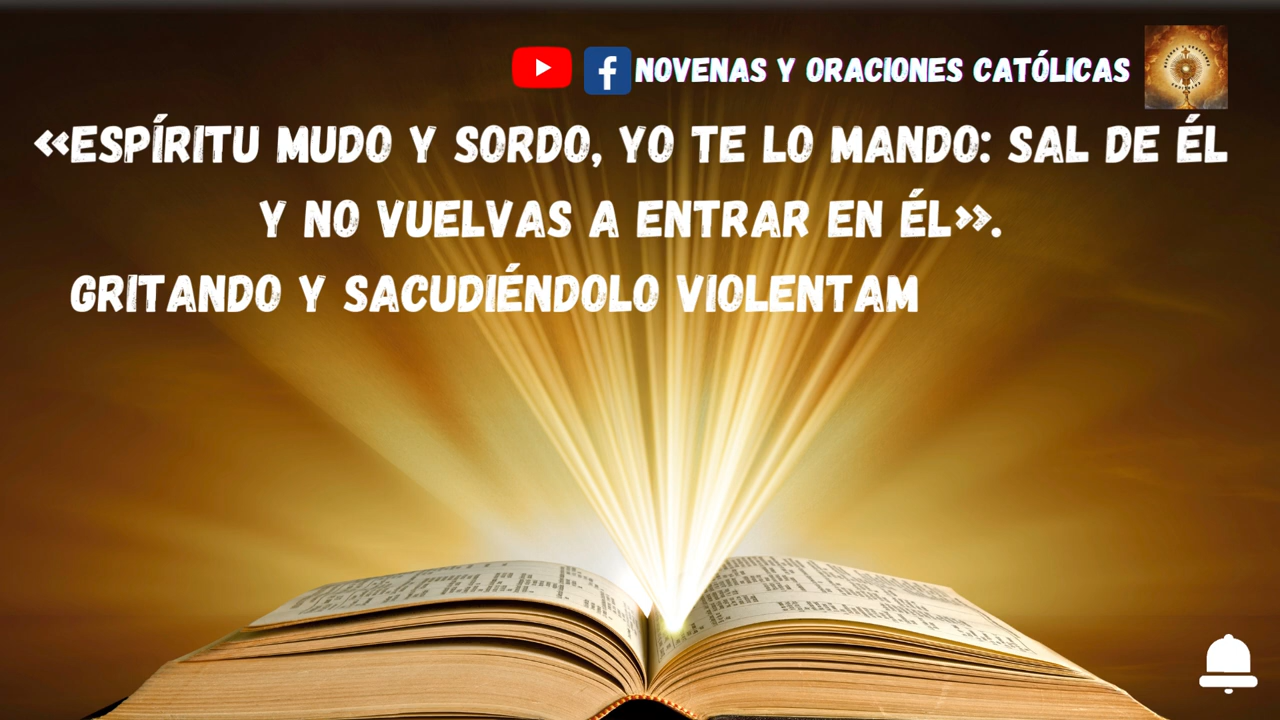 NOVENAS Y ORACIONES CATÓLICAS
«ESPÍRITU MUDO Y SORDO, YO TE LO MANDO: SAL DE ÉL
Y NO VUELVAS A ENTRAR EN ÉL».
GRITANDO Y SACUDIÉNDOLO VIOLENTAM